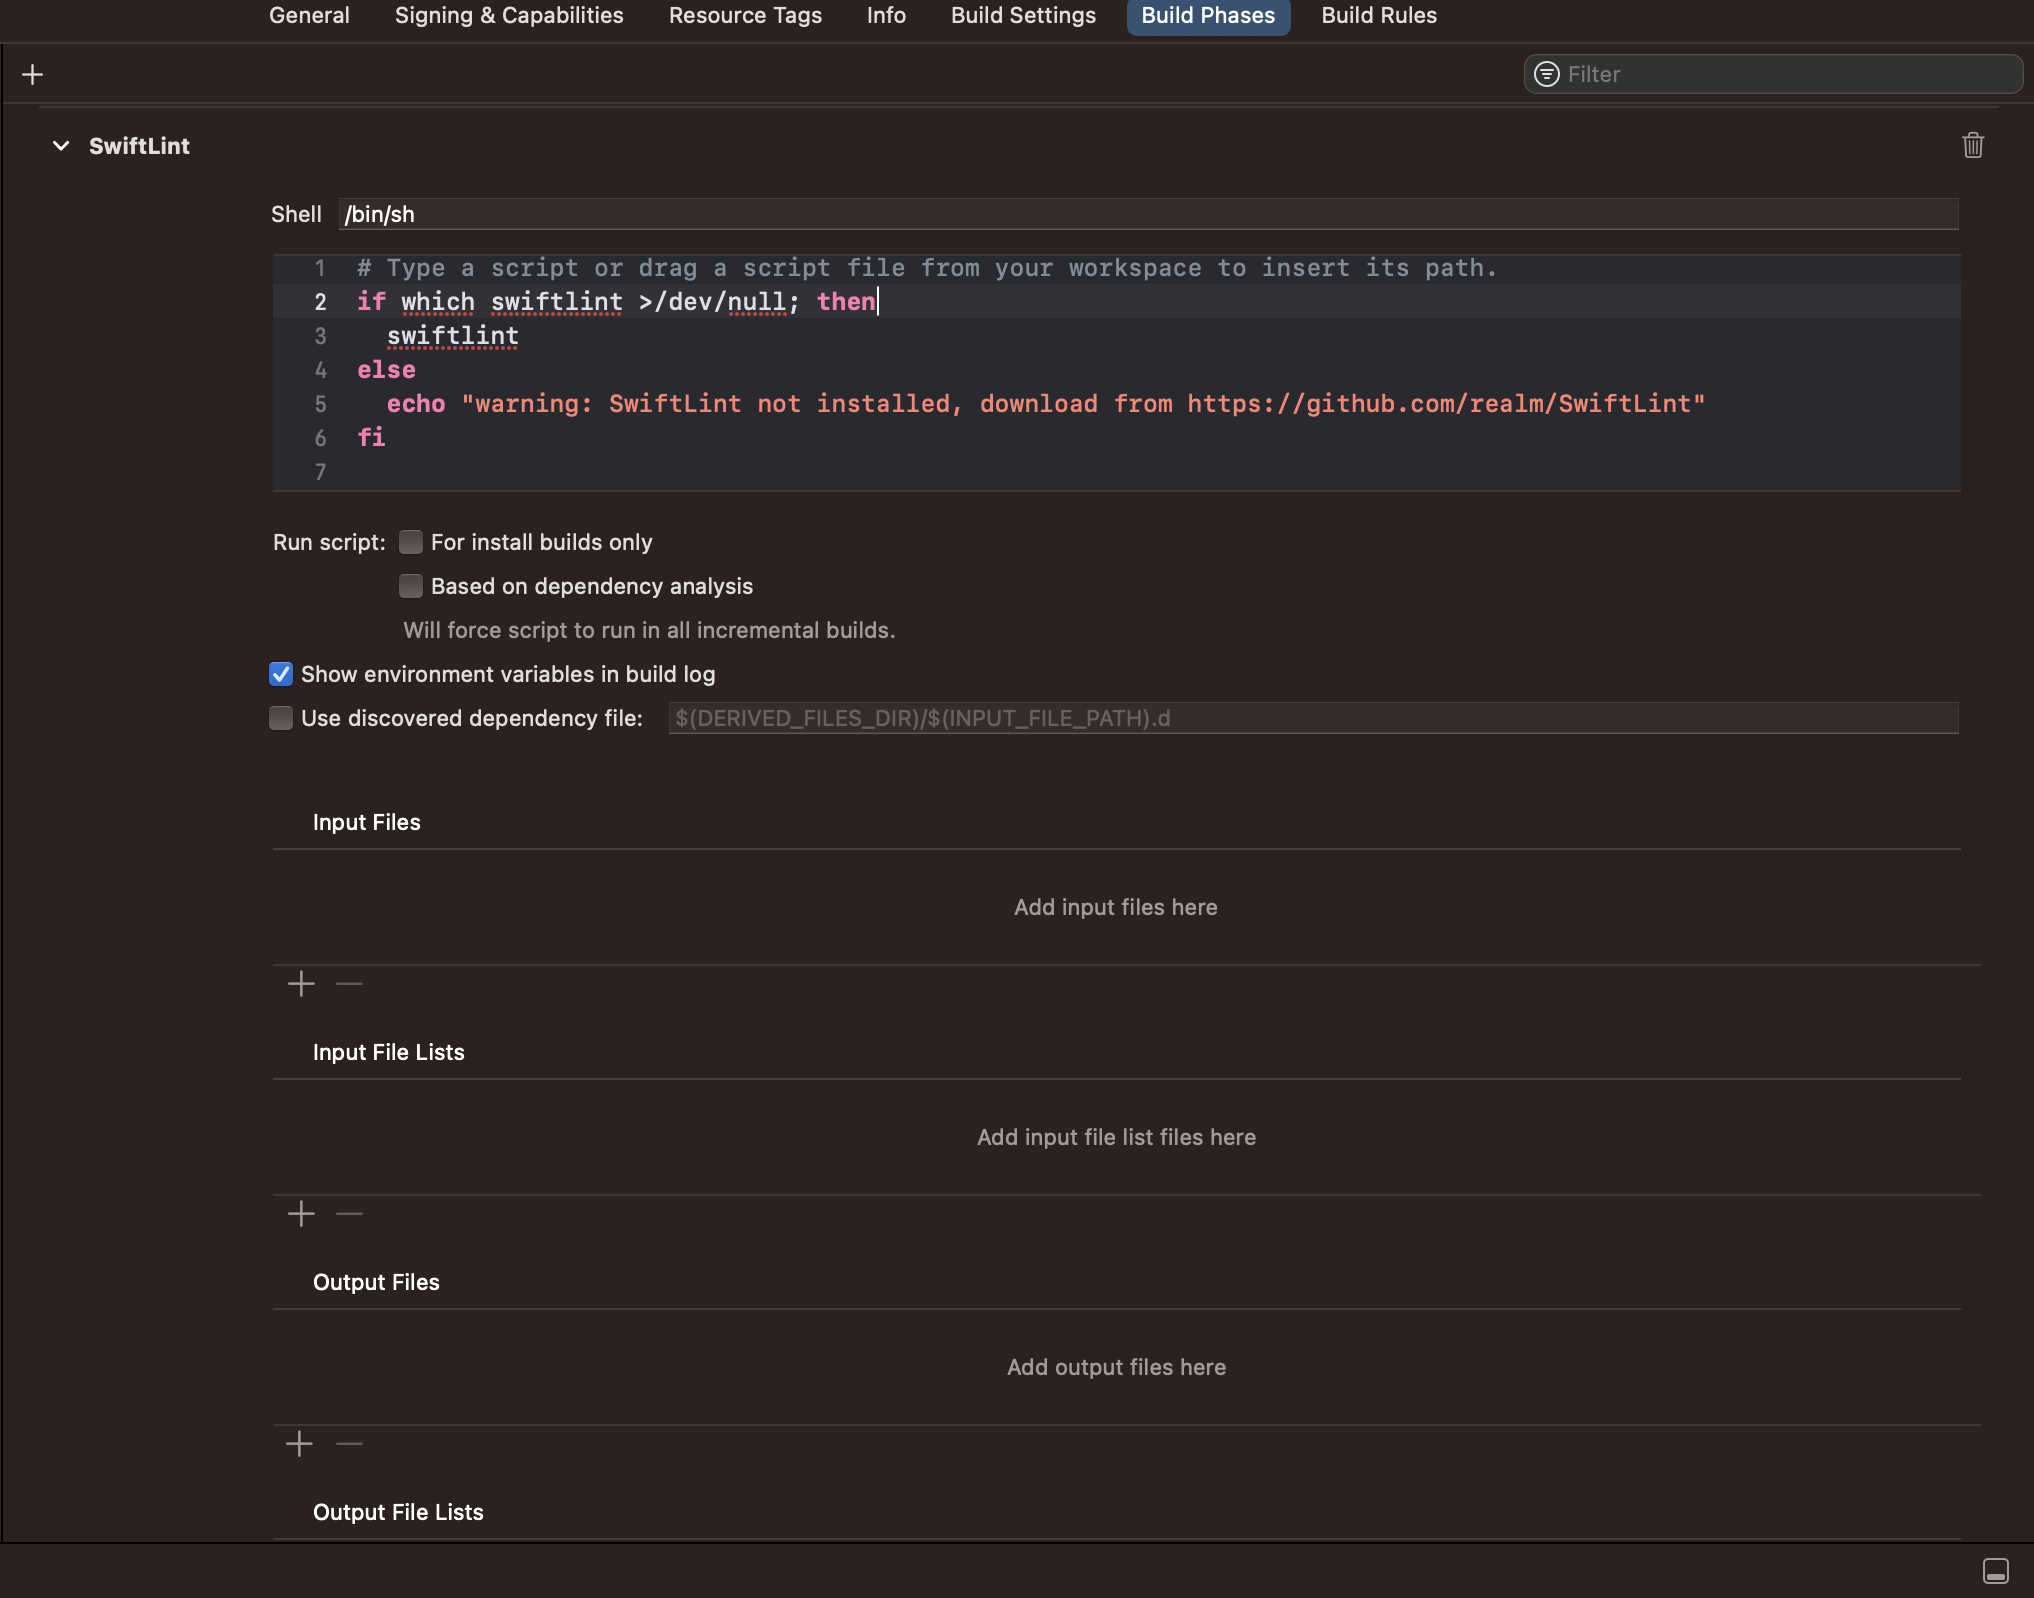 General Signing & Capabilities Resource Tags Info Build Settings Build Phases Build Rules
Filter
SwiftLint
Shell /bin/sh
1 # Type a script or drag a script file from your workspace to insert its path.
2 if which swiftlint >/dev/null; then
3 swiftlint
4 else
5 echo "warning: SwiftLint not installed, download from https://github.com/realm/SwiftLint"
6 fi
7
Run script: For install builds only
Based on dependency analysis
Will force script to run in all incremental builds.
Show environment variables in build log
Use discovered dependency file: $(DERIVED_FILES_DIR)/$(INPUT_FILE_PATH).d
Input Files
Add input files here
Input File Lists
Add input file list files here
Output Files
Add output files here
Output File Lists